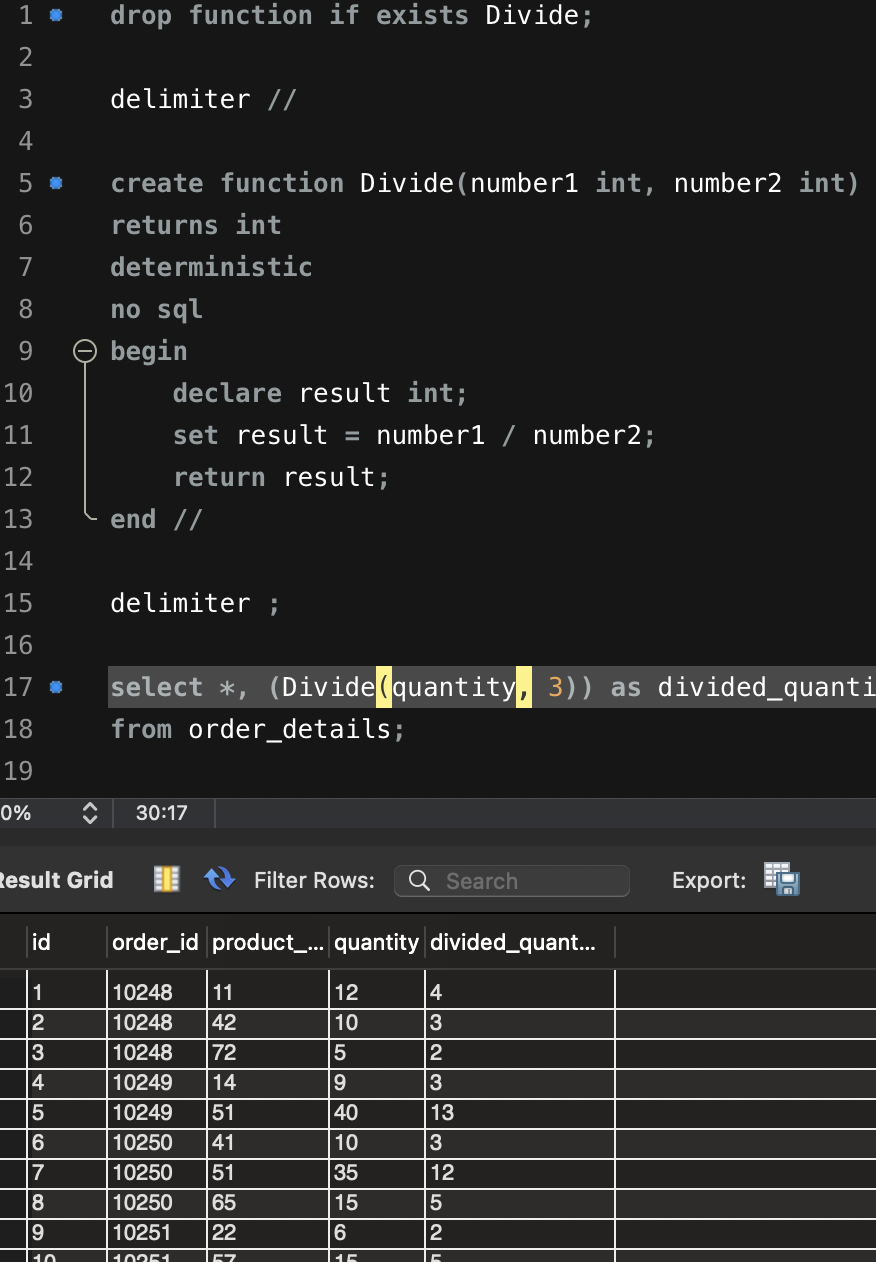 1 drop function if exists Divide;
2
3 delimiter //
4
5 create function Divide(number1 int, number2 int)
6 returns int
7 deterministic
8 no sql
9 begin
10 declare result int;
11 set result = number1 / number2;
12 return result;
13 end //
14
15 delimiter ;
16
17 select *, (Divide(quantity, 3)) as divided_quanti
18 from order_details;
19
0% 30:17
Result Grid Filter Rows: Search Export:
id order_id product_... quantity divided_quant...
1 10248 11 12 4
2 10248 42 10 3
3 10248 72 5 2
4 10249 14 9 3
5 10249 51 40 13
6 10250 41 10 3
7 10250 51 35 12
8 10250 65 15 5
9 10251 22 6 2
10 10251 57 15 5